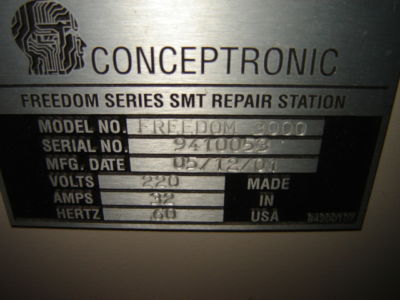 CONCEPTRONIC
FREEDOM SERIES SMT REPAIR STATION
MODEL NO. FREEDOM 3000
SERIAL NO. 9410053
MFG. DATE 05/12/01
VOLTS 220 MADE
AMPS 32 IN
HERTZ 60 USA